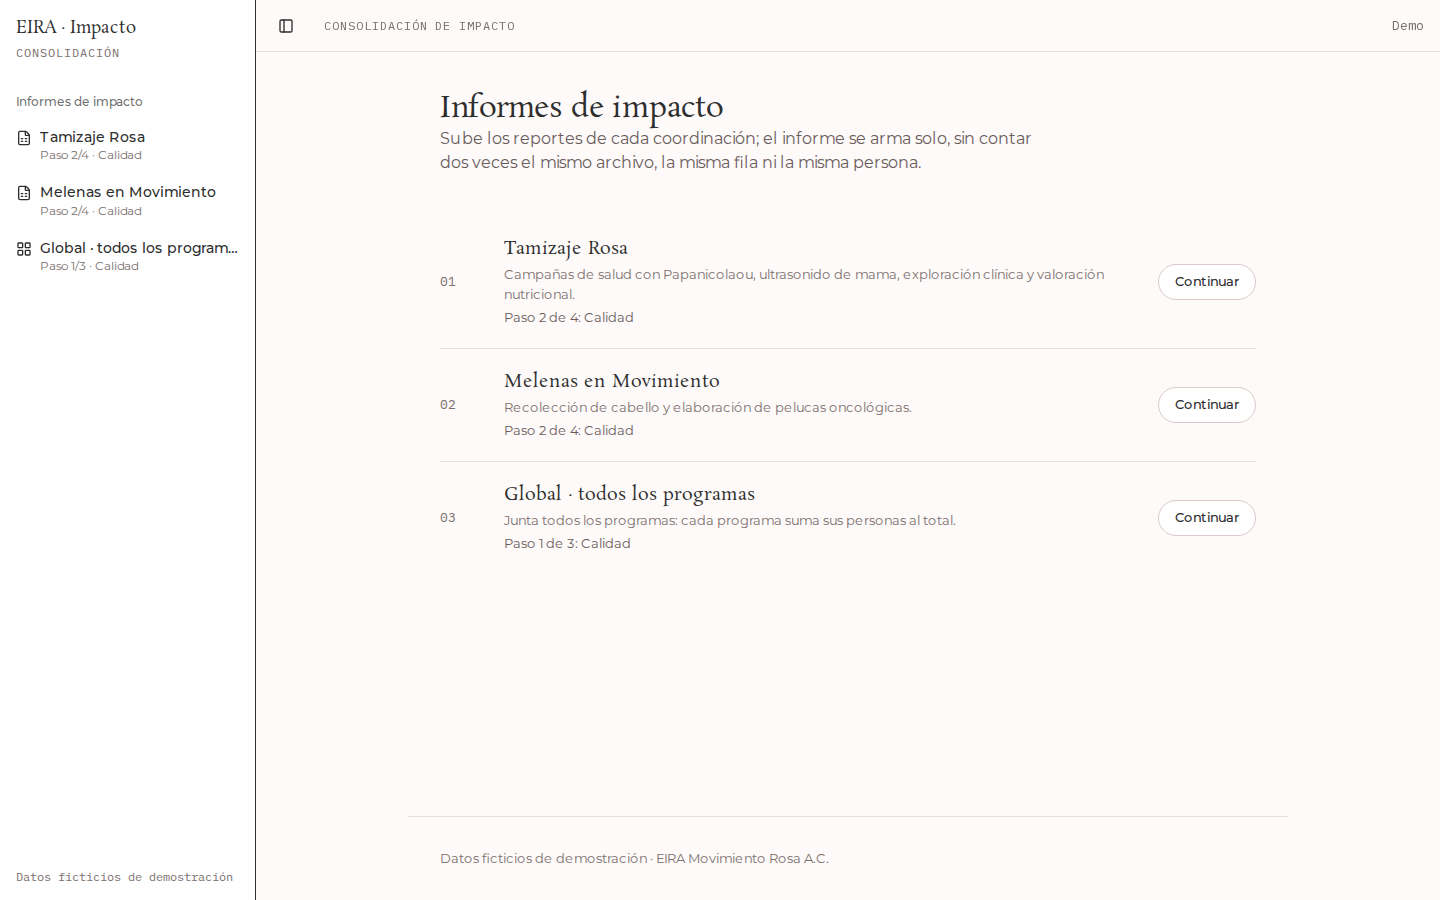 EIRA · Impacto
CONSOLIDACIÓN
Informes de impacto
Tamizaje Rosa
Paso 2/4 · Calidad
Melenas en Movimiento
Paso 2/4 · Calidad
Global · todos los program...
Paso 1/3 · Calidad
Datos ficticios de demostración
CONSOLIDACIÓN DE IMPACTO
Demo
Informes de impacto
Sube los reportes de cada coordinación; el informe se arma solo, sin contar
dos veces el mismo archivo, la misma fila ni la misma persona.
01
Tamizaje Rosa
Campañas de salud con Papanicolaou, ultrasonido de mama, exploración clínica y valoración
nutricional.
Paso 2 de 4: Calidad
Continuar
02
Melenas en Movimiento
Recolección de cabello y elaboración de pelucas oncológicas.
Paso 2 de 4: Calidad
Continuar
03
Global · todos los programas
Junta todos los programas: cada programa suma sus personas al total.
Paso 1 de 3: Calidad
Continuar
Datos ficticios de demostración · EIRA Movimiento Rosa A.C.